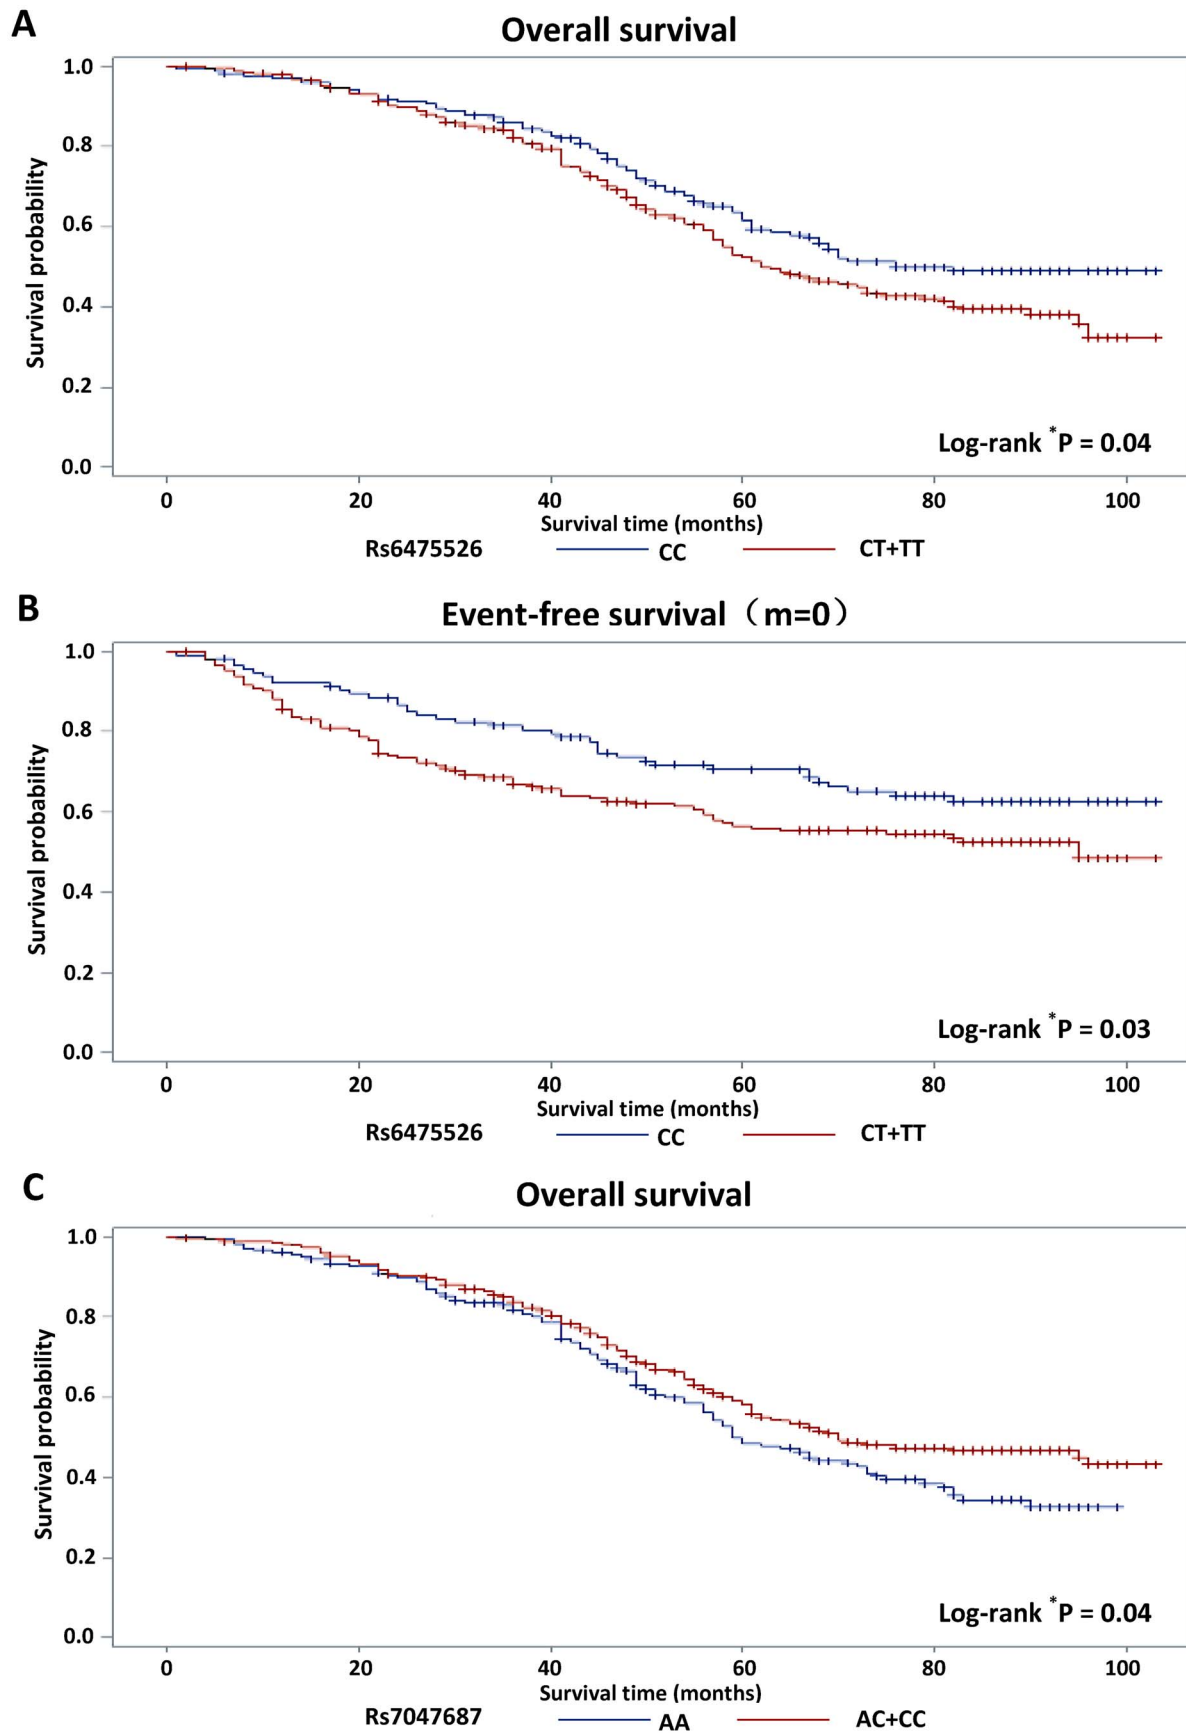 A
Overall survival
Survival probability
1.0
0.8
0.6
0.4
0.2
0.0
Log-rank *P = 0.04
0 20 40 60 80 100
Survival time (months)
Rs6475526 CC CT+TT
B
Event-free survival（m=0）
Survival probability
1.0
0.8
0.6
0.4
0.2
0.0
Log-rank *P = 0.03
0 20 40 60 80 100
Survival time (months)
Rs6475526 CC CT+TT
C
Overall survival
Survival probability
1.0
0.8
0.6
0.4
0.2
0.0
Log-rank *P = 0.04
0 20 40 60 80 100
Survival time (months)
Rs7047687 AA AC+CC